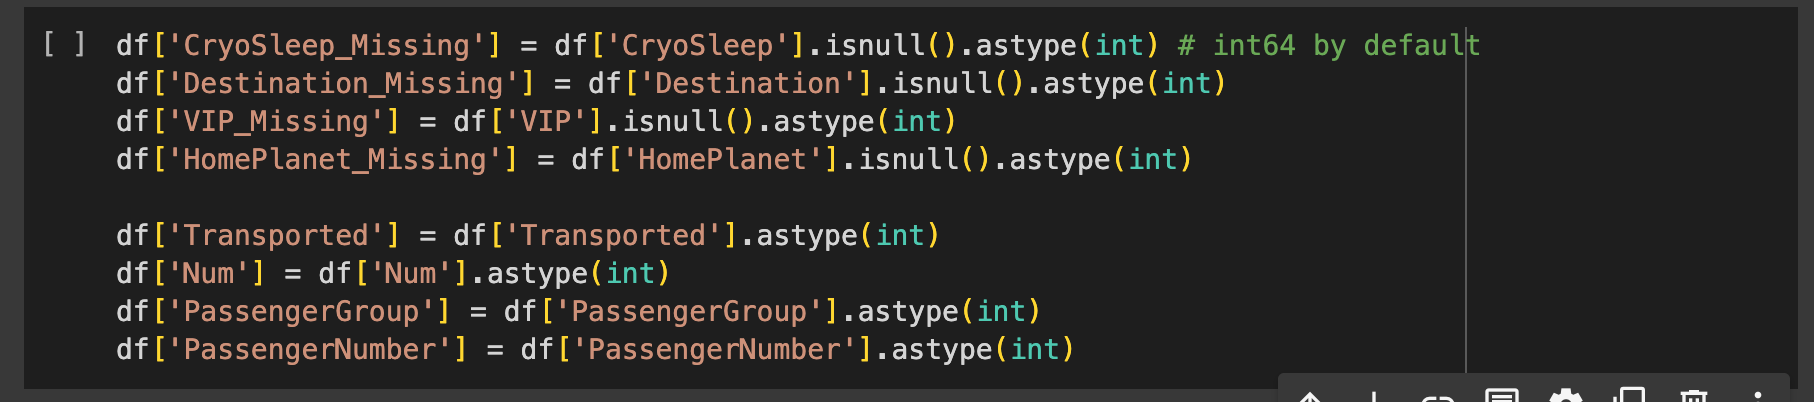 [ ] df['CryoSleep_Missing'] = df['CryoSleep'].isnull().astype(int) # int64 by default
df['Destination_Missing'] = df['Destination'].isnull().astype(int)
df['VIP_Missing'] = df['VIP'].isnull().astype(int)
df['HomePlanet_Missing'] = df['HomePlanet'].isnull().astype(int)
df['Transported'] = df['Transported'].astype(int)
df['Num'] = df['Num'].astype(int)
df['PassengerGroup'] = df['PassengerGroup'].astype(int)
df['PassengerNumber'] = df['PassengerNumber'].astype(int)